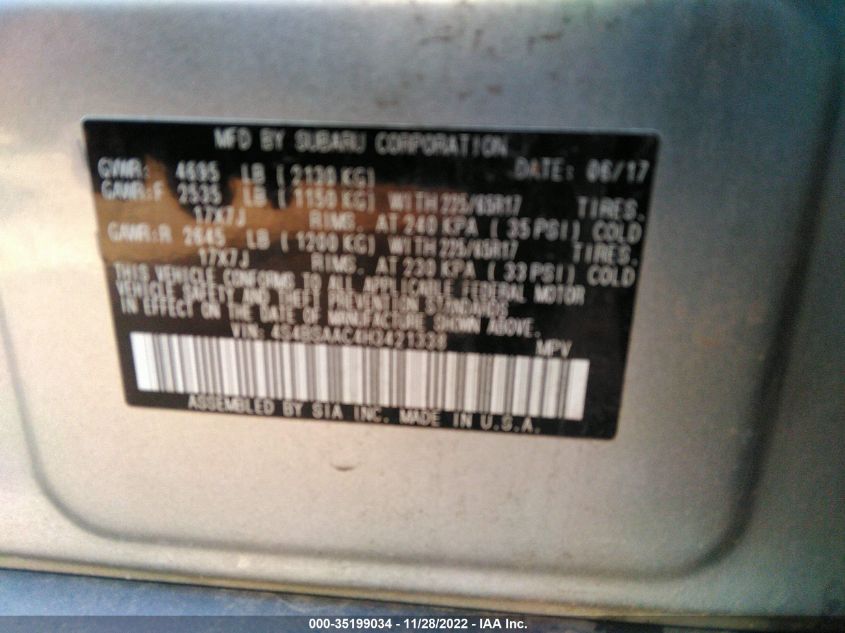 MFD BY SUBARU CORPORATION
GVWR: 4695 LB ( 2130 KG) DATE: 06/17
GAWR:F 2535 LB ( 1150 KG) WITH 225/65R17 TIRES,
17X7J RIMS, AT 240 KPA ( 35 PSI) COLD
GAWR:R 2645 LB ( 1200 KG) WITH 225/65R17 TIRES,
17X7J RIMS, AT 230 KPA ( 33 PSI) COLD
THIS VEHICLE CONFORMS TO ALL APPLICABLE FEDERAL MOTOR
VEHICLE SAFETY AND THEFT PREVENTION STANDARDS
IN EFFECT ON THE DATE OF MANUFACTURE SHOWN ABOVE.
VIN: 4S4BSAAC4H3421338 MPV
ASSEMBLED BY SIA INC. MADE IN U.S.A.
000-35199034 - 11/28/2022 - IAA Inc.